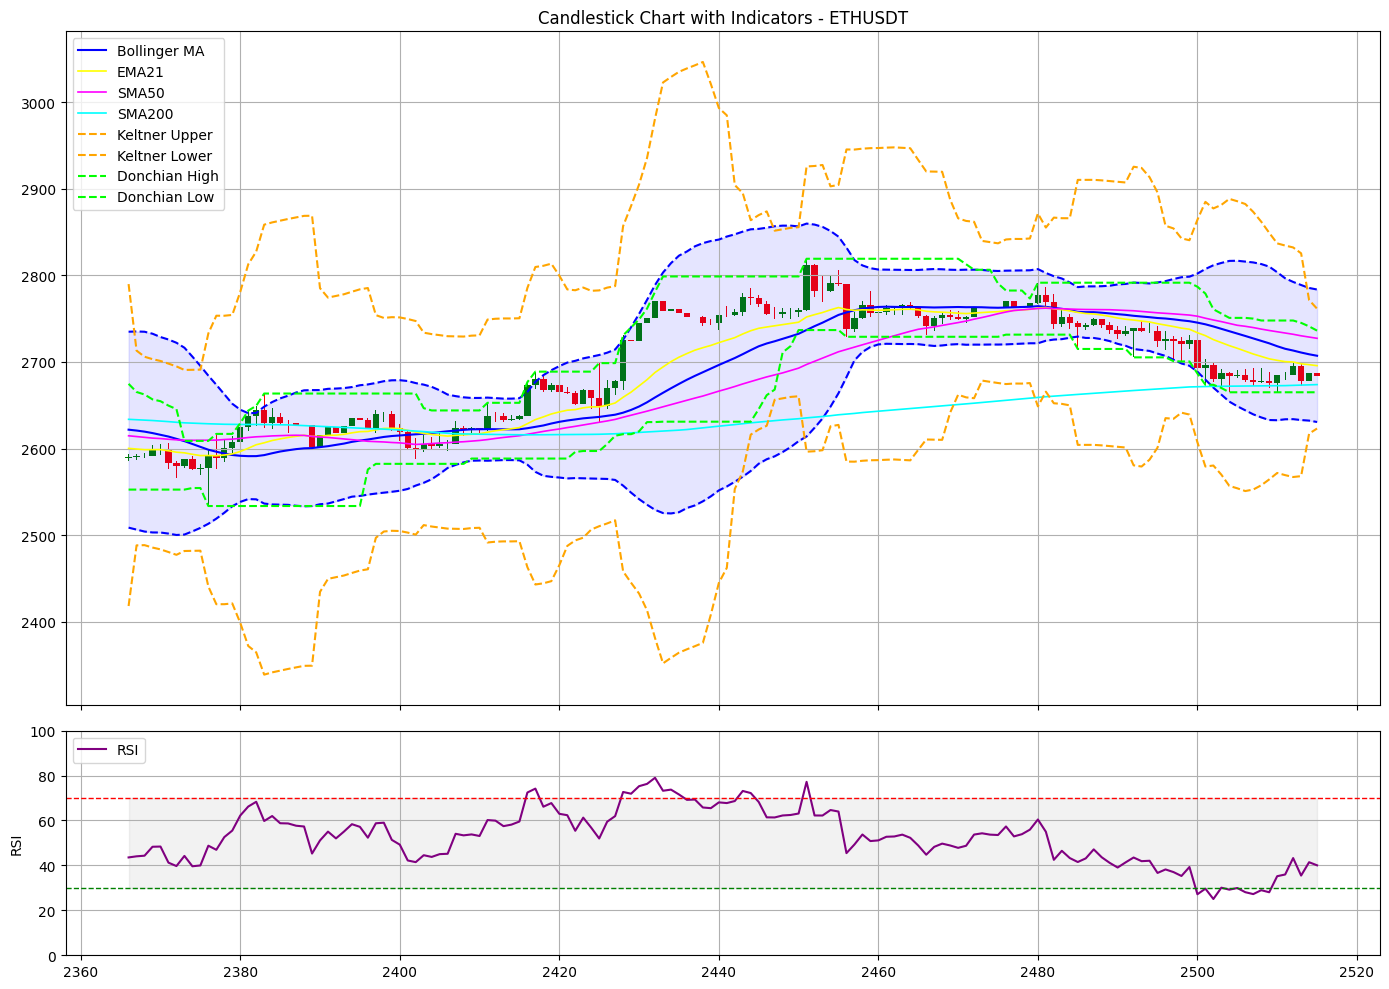 Candlestick Chart with Indicators - ETHUSDT
Bollinger MA
EMA21
SMA50
SMA200
Keltner Upper
Keltner Lower
Donchian High
Donchian Low
3000
2900
2800
2700
2600
2500
2400
RSI
100
80
60
40
20
0
RSI
2360 2380 2400 2420 2440 2460 2480 2500 2520